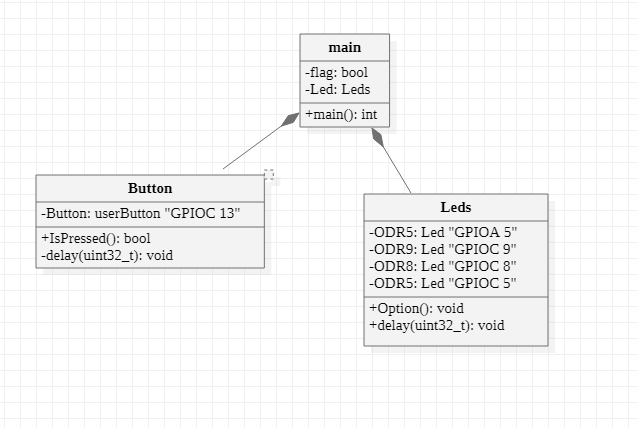 main
-flag: bool
-Led: Leds
+main(): int
Button
-Button: userButton "GPIOC 13"
+IsPressed(): bool
-delay(uint32_t): void
Leds
-ODR5: Led "GPIOA 5"
-ODR9: Led "GPIOC 9"
-ODR8: Led "GPIOC 8"
-ODR5: Led "GPIOC 5"
+Option(): void
+delay(uint32_t): void